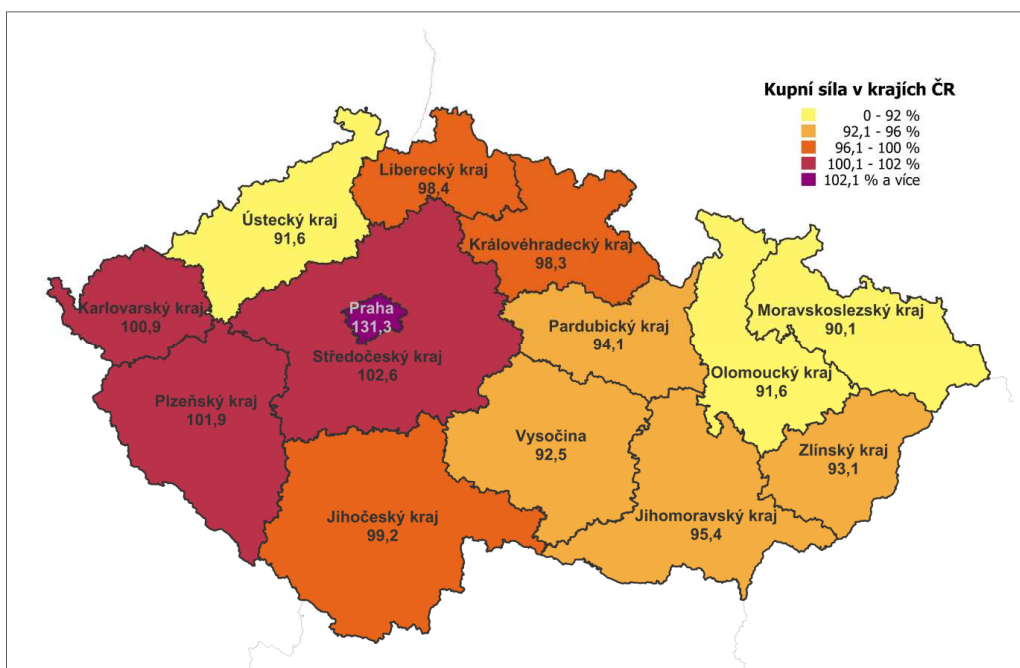 Kupní síla v krajích ČR
0 - 92 %
92,1 - 96 %
96,1 - 100 %
100,1 - 102 %
102,1 % a více
Liberecký kraj
98,4
Ústecký kraj
91,6
Královéhradecký kraj
98,3
Karlovarský kraj
100,9
Praha
131,3
Středočeský kraj
102,6
Pardubický kraj
94,1
Moravskoslezský kraj
90,1
Olomoucký kraj
91,6
Plzeňský kraj
101,9
Vysočina
92,5
Zlínský kraj
93,1
Jihočeský kraj
99,2
Jihomoravský kraj
95,4